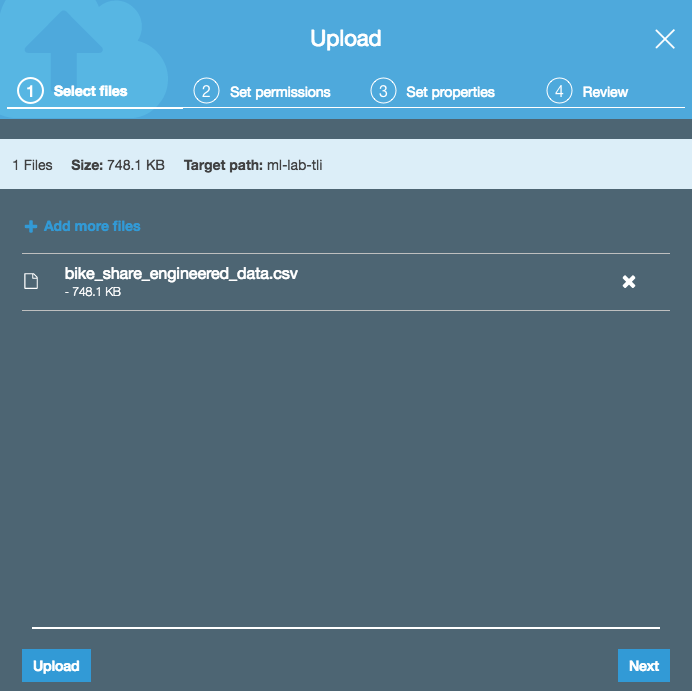 Upload
1 Select files 2 Set permissions 3 Set properties 4 Review
1 Files Size: 748.1 KB Target path: ml-lab-tli
Add more files
bike_share_engineered_data.csv
- 748.1 KB
Upload Next